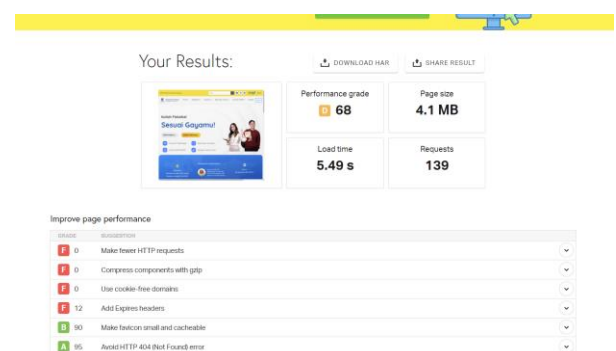 Your Results:
DOWNLOAD HAR
SHARE RESULT
Sesuai Gayamu!
Performance grade
D 68
Page size
4.1 MB
Load time
5.49 s
Requests
139
Improve page performance
GRADE SUGGESTION
F 0 Make fewer HTTP requests
F 0 Compress components with gzip
F 0 Use cookie-free domains
F 12 Add Expires headers
B 90 Make favicon small and cacheable
A 95 Avoid HTTP 404 (Not Found) error